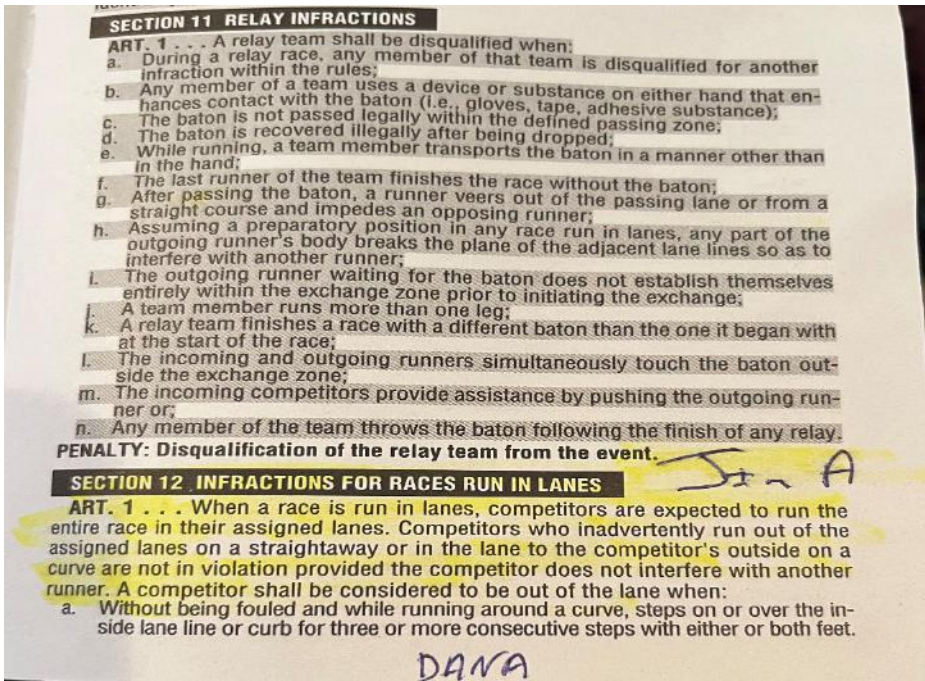 SECTION 11 RELAY INFRACTIONS
ART. 1 . . . A relay team shall be disqualified when:
a. During a relay race, any member of that team is disqualified for another
infraction within the rules;
b. Any member of a team uses a device or substance on either hand that en-
hances contact with the baton (i.e., gloves, tape, adhesive substance);
c. The baton is not passed legally within the defined passing zone;
d. The baton is recovered illegally after being dropped;
e. While running, a team member transports the baton in a manner other than
in the hand;
f. The last runner of the team finishes the race without the baton;
g. After passing the baton, a runner veers out of the passing lane or from a
straight course and impedes an opposing runner;
h. Assuming a preparatory position in any race run in lanes, any part of the
outgoing runner's body breaks the plane of the adjacent lane lines so as to
interfere with another runner;
i. The outgoing runner waiting for the baton does not establish themselves
entirely within the exchange zone prior to initiating the exchange;
j. A team member runs more than one leg;
k. A relay team finishes a race with a different baton than the one it began with
at the start of the race;
l. The incoming and outgoing runners simultaneously touch the baton out-
side the exchange zone;
m. The incoming competitors provide assistance by pushing the outgoing run-
ner or;
n. Any member of the team throws the baton following the finish of any relay.
PENALTY: Disqualification of the relay team from the event.
A
SECTION 12 INFRACTIONS FOR RACES RUN IN LANES
ART. 1 . . . When a race is run in lanes, competitors are expected to run the
entire race in their assigned lanes. Competitors who inadvertently run out of the
assigned lanes on a straightaway or in the lane to the competitor's outside on a
curve are not in violation provided the competitor does not interfere with another
runner. A competitor shall be considered to be out of the lane when:
a. Without being fouled and while running around a curve, steps on or over the in-
side lane line or curb for three or more consecutive steps with either or both feet.
DANA